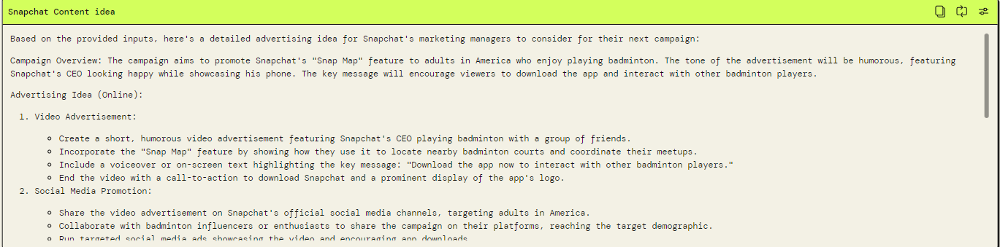 Snapchat Content idea
Based on the provided inputs, here's a detailed advertising idea for Snapchat's marketing managers to consider for their next campaign:
Campaign Overview: The campaign aims to promote Snapchat's "Snap Map" feature to adults in America who enjoy playing badminton. The tone of the advertisement will be humorous, featuring
Snapchat's CEO looking happy while showcasing his phone. The key message will encourage viewers to download the app and interact with other badminton players.
Advertising Idea (Online):
1. Video Advertisement:
Create a short, humorous video advertisement featuring Snapchat's CEO playing badminton with a group of friends.
Incorporate the "Snap Map" feature by showing how they use it to locate nearby badminton courts and coordinate their meetups.
Include a voiceover or on-screen text highlighting the key message: "Download the app now to interact with other badminton players."
End the video with a call-to-action to download Snapchat and a prominent display of the app's logo.
2. Social Media Promotion:
Share the video advertisement on Snapchat's official social media channels, targeting adults in America.
Collaborate with badminton influencers or enthusiasts to share the campaign on their platforms, reaching the target demographic.
Run targeted social media ads showcasing the video and encouraging app downloads